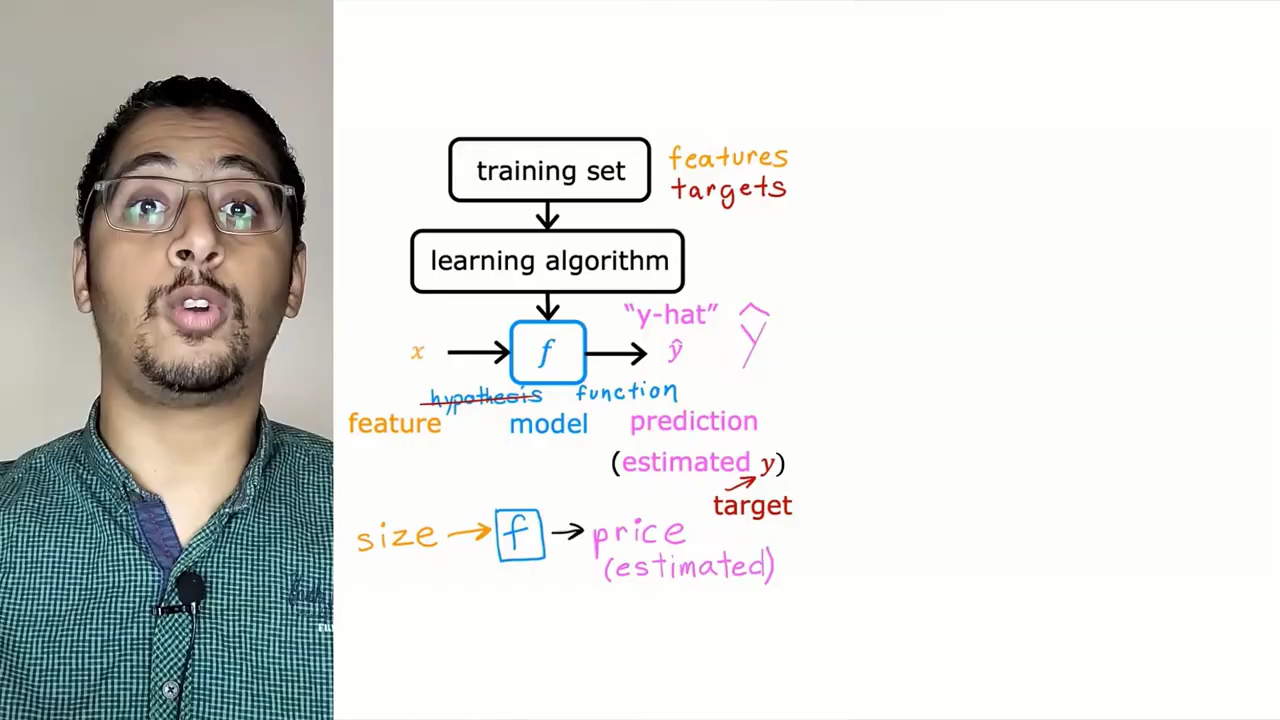 training set
features
targets
learning algorithm
"y-hat"
x f ŷ ŷ
hypothesis function
feature model prediction
(estimated y)
target
size → f → price
(estimated)